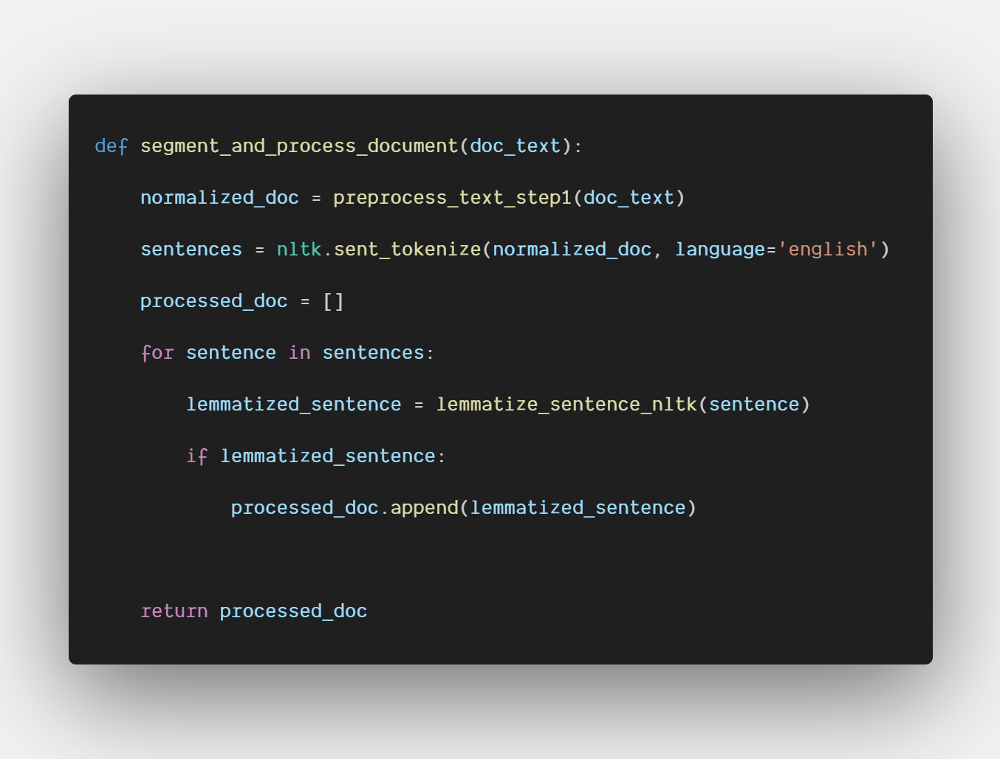 def segment_and_process_document(doc_text):
    normalized_doc = preprocess_text_step1(doc_text)
    sentences = nltk.sent_tokenize(normalized_doc, language='english')
    processed_doc = []
    for sentence in sentences:
        lemmatized_sentence = lemmatize_sentence_nltk(sentence)
        if lemmatized_sentence:
            processed_doc.append(lemmatized_sentence)
    return processed_doc